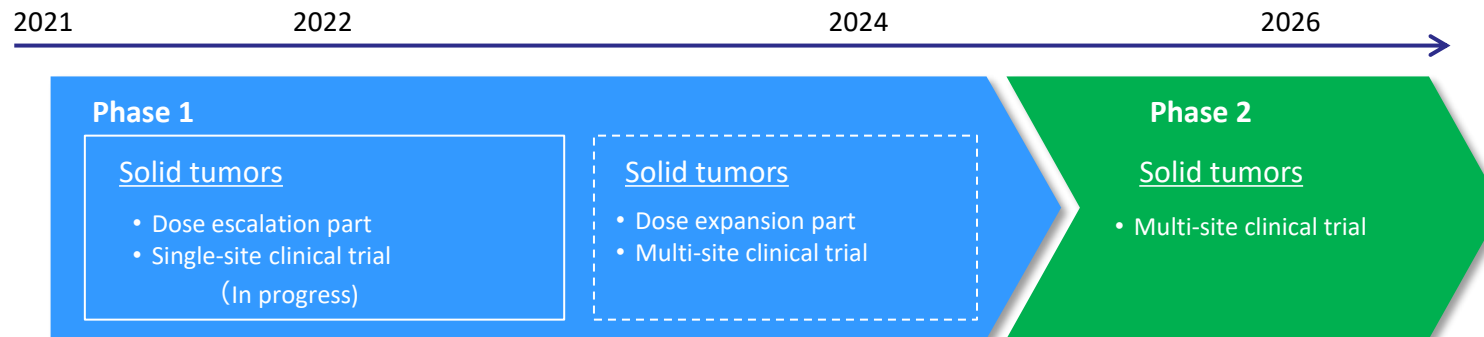 2021 2022 2024 2026
Phase 1
Solid tumors
• Dose escalation part
• Single-site clinical trial
（In progress)
Solid tumors
• Dose expansion part
• Multi-site clinical trial
Phase 2
Solid tumors
• Multi-site clinical trial